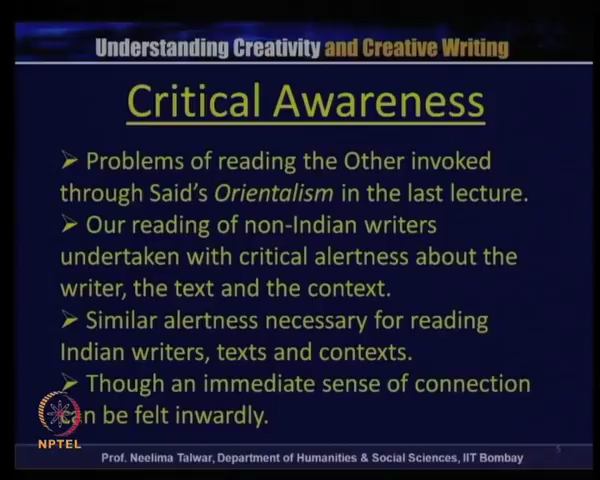 Understanding Creativity and Creative Writing
Critical Awareness
➢ Problems of reading the Other invoked
through Said's Orientalism in the last lecture.
➢ Our reading of non-Indian writers
undertaken with critical alertness about the
writer, the text and the context.
➢ Similar alertness necessary for reading
Indian writers, texts and contexts.
➢ Though an immediate sense of connection
can be felt inwardly.
NPTEL
5
Prof. Neelima Talwar, Department of Humanities & Social Sciences, IIT Bombay